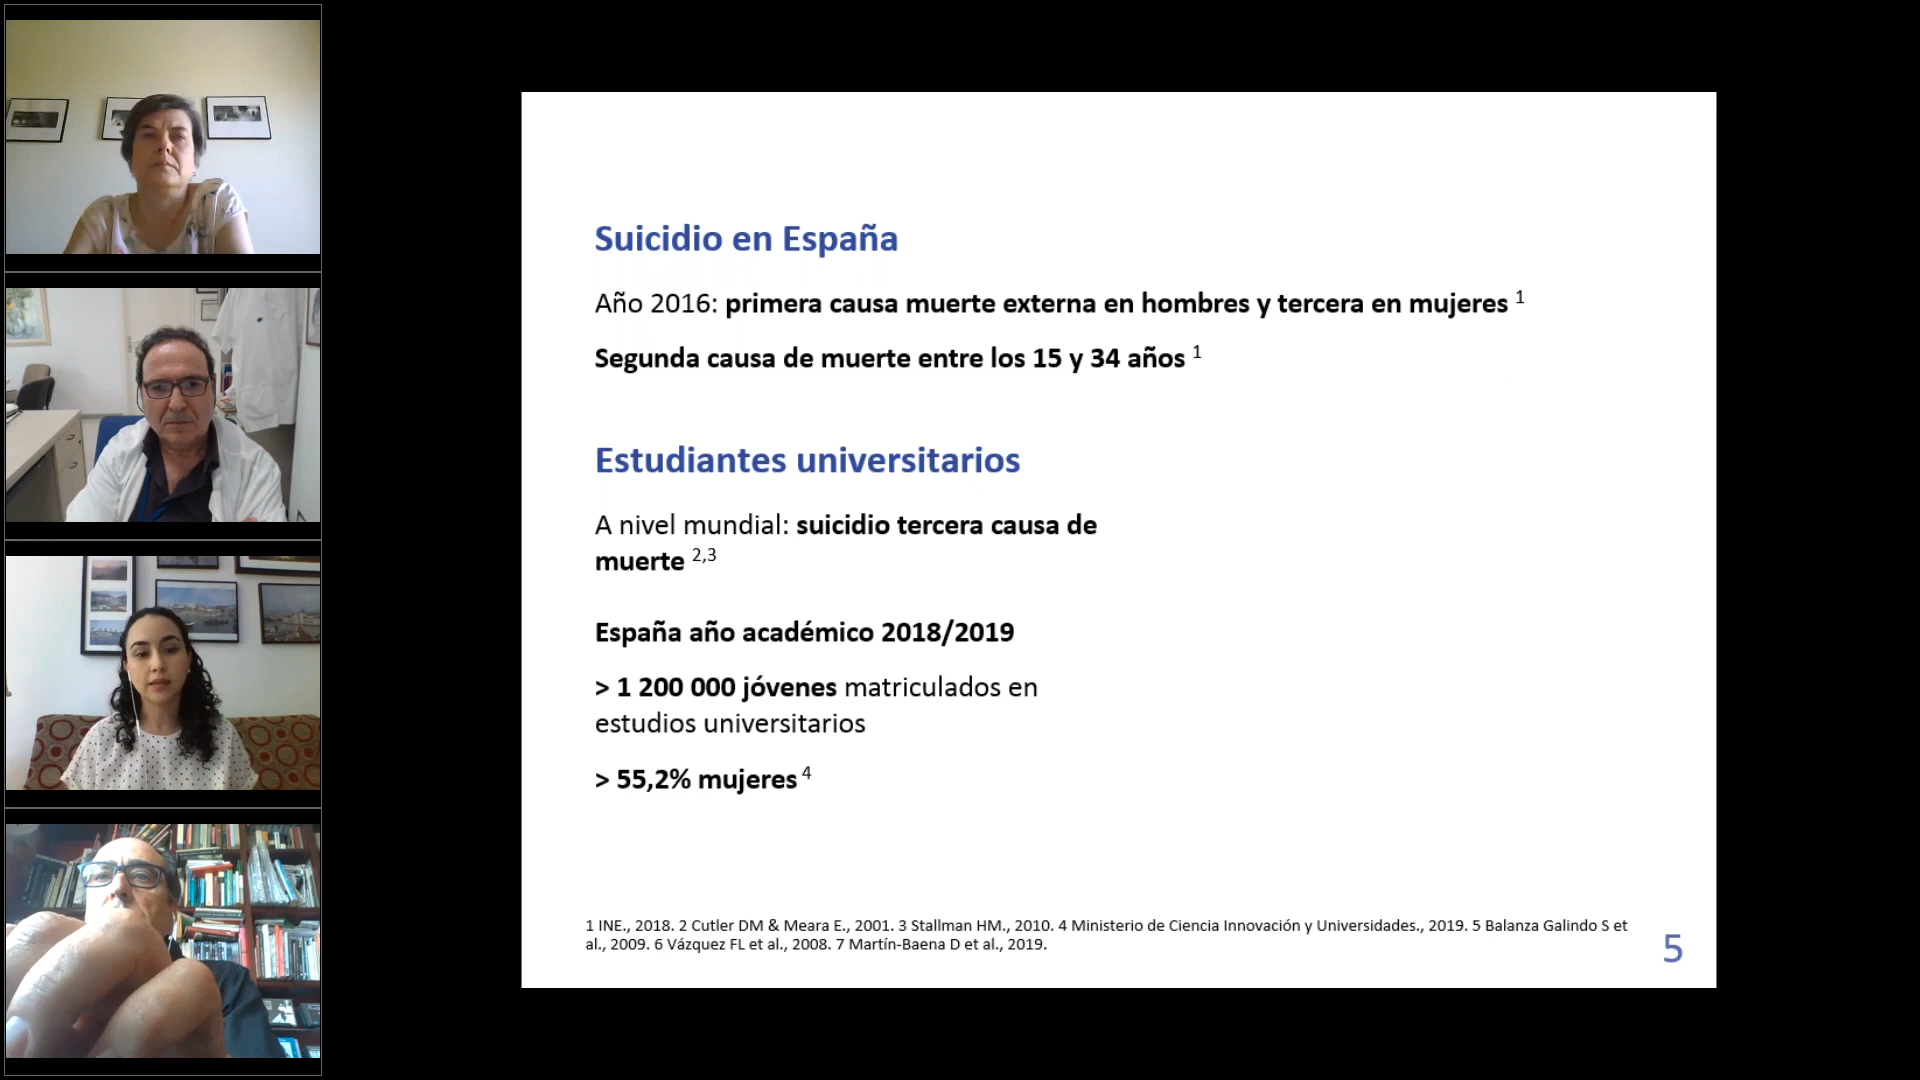 Suicidio en España
Año 2016: primera causa muerte externa en hombres y tercera en mujeres 1
Segunda causa de muerte entre los 15 y 34 años 1
Estudiantes universitarios
A nivel mundial: suicidio tercera causa de
muerte 2,3
España año académico 2018/2019
> 1 200 000 jóvenes matriculados en
estudios universitarios
> 55,2% mujeres 4
1 INE., 2018. 2 Cutler DM & Meara E., 2001. 3 Stallman HM., 2010. 4 Ministerio de Ciencia Innovación y Universidades., 2019. 5 Balanza Galindo S et
al., 2009. 6 Vázquez FL et al., 2008. 7 Martín-Baena D et al., 2019.
5